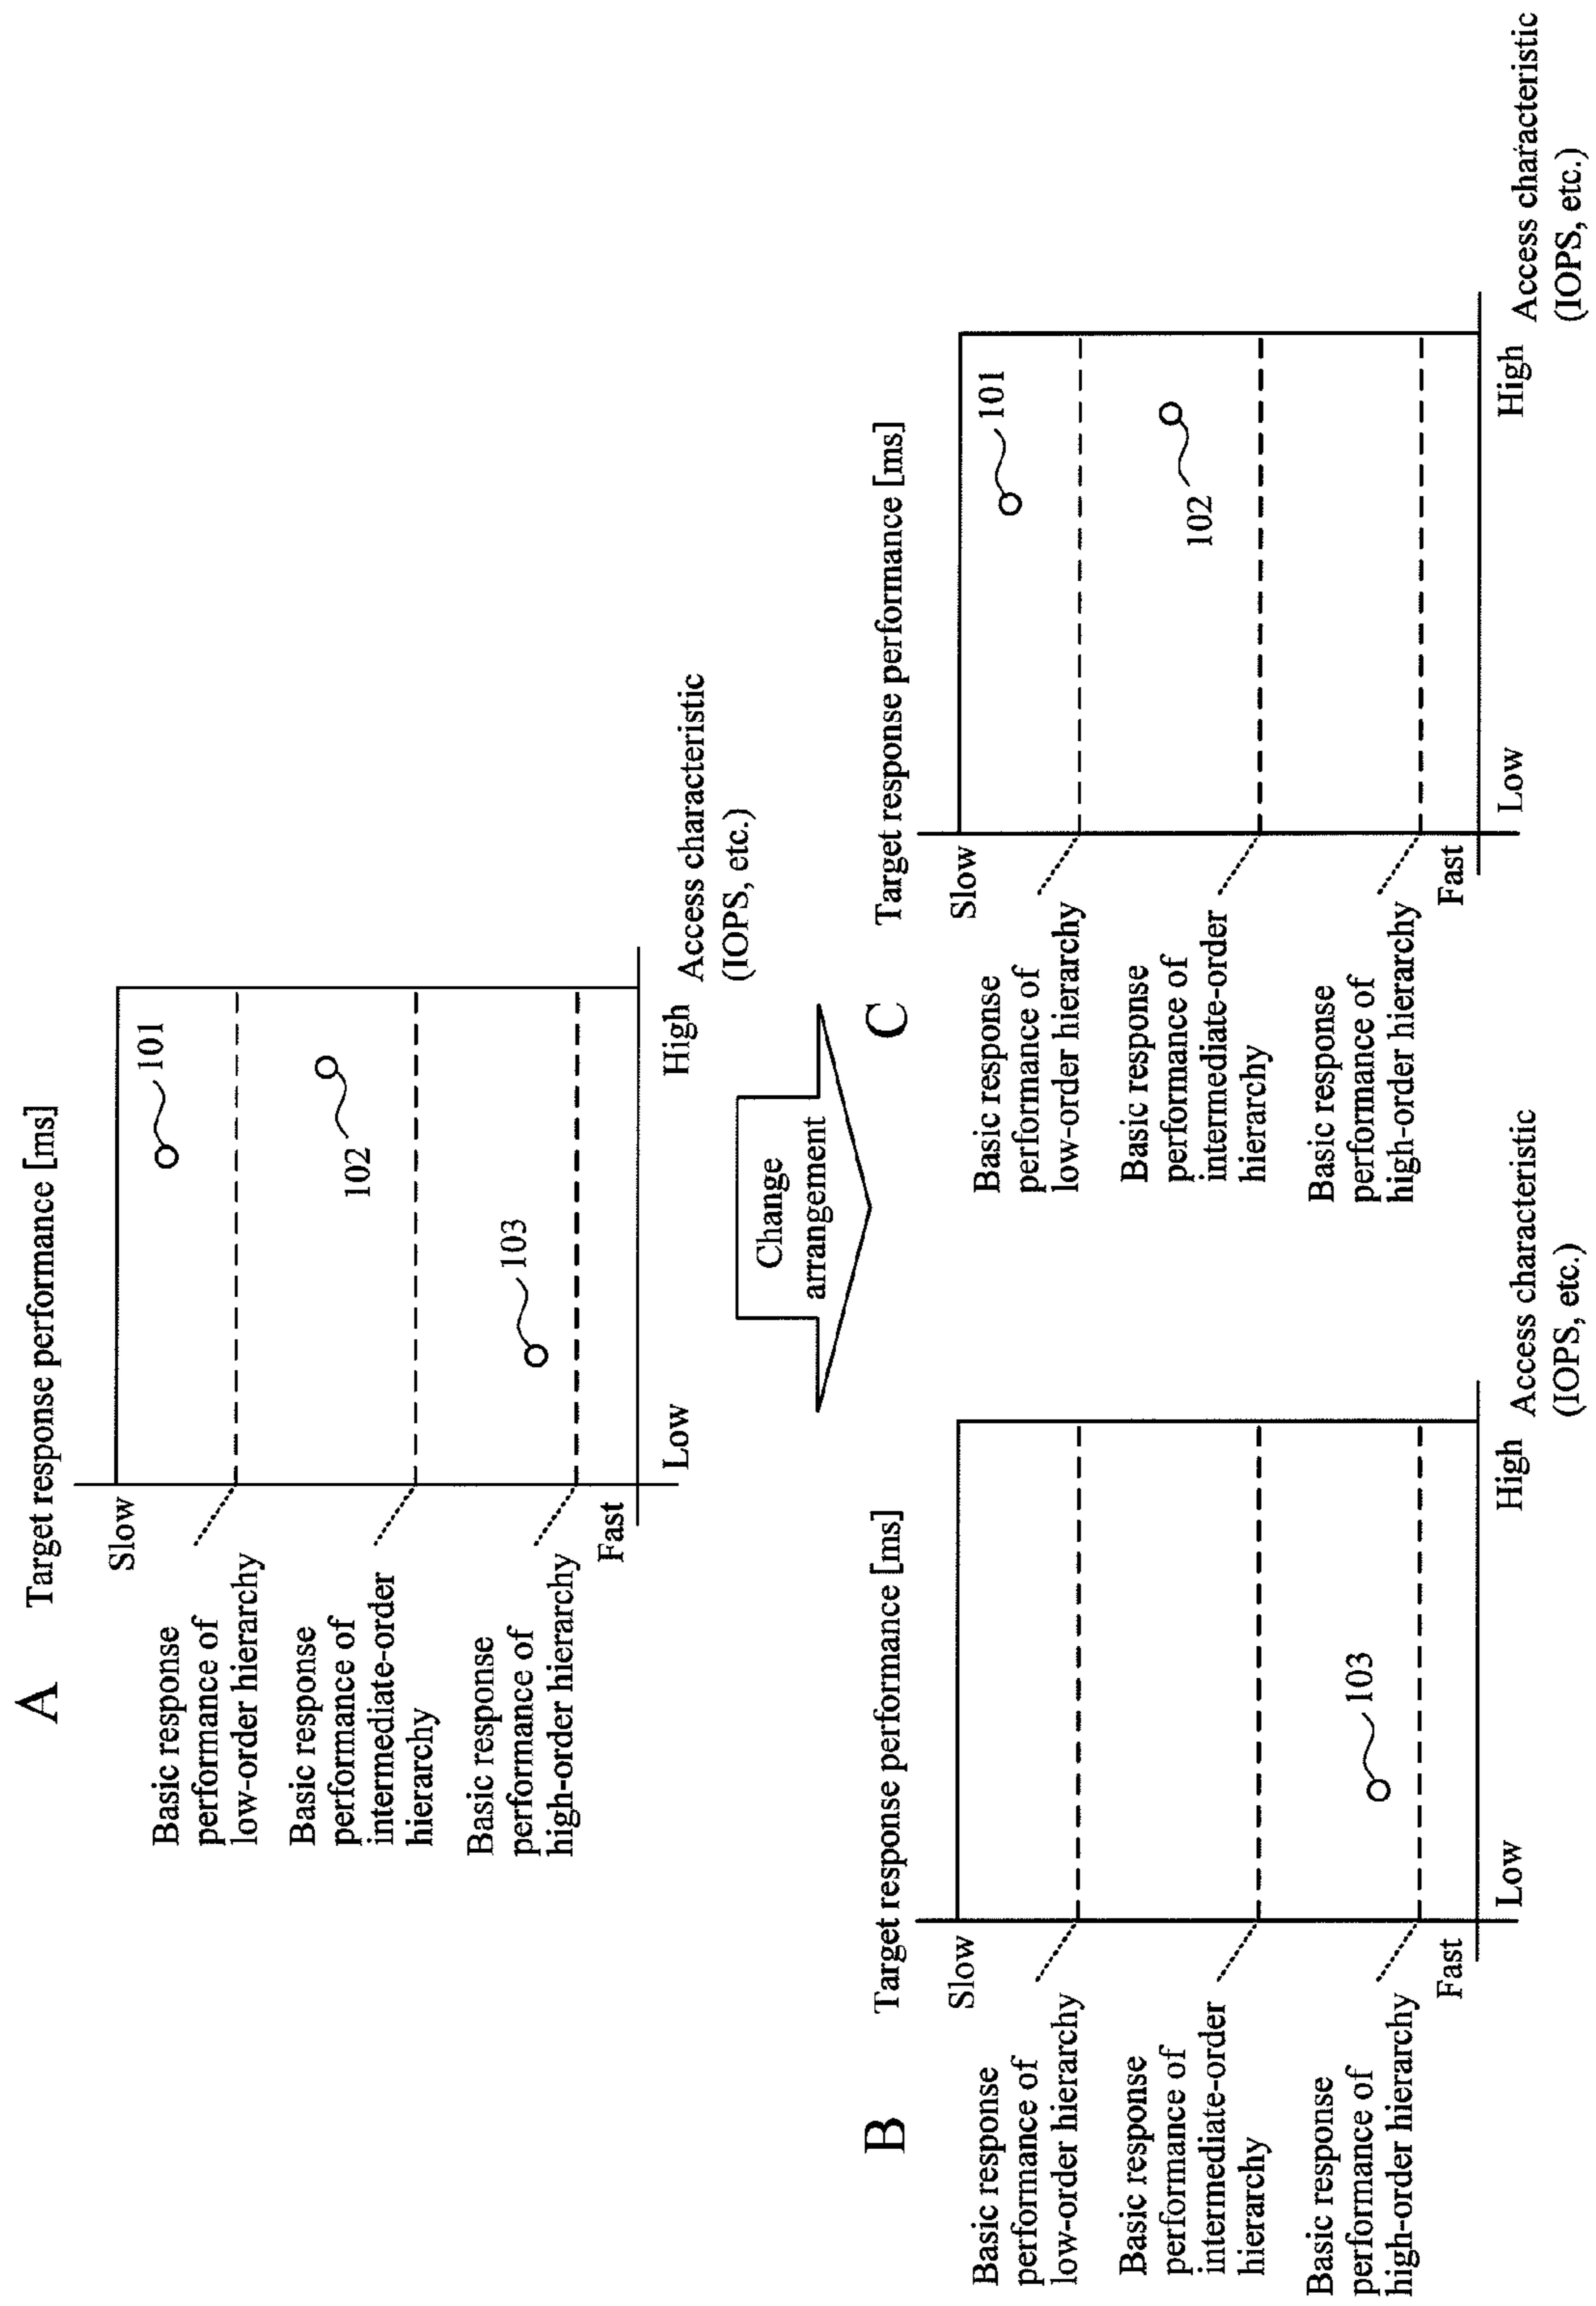 A
Target response performance [ms]
Slow
Basic response
performance of
low-order hierarchy
Basic response
performance of
intermediate-order
hierarchy
Basic response
performance of
high-order hierarchy
Fast
101
102
103
Low
High
Access characteristic
(IOPS, etc.)
Change
arrangement
B
Target response performance [ms]
Slow
Basic response
performance of
low-order hierarchy
Basic response
performance of
intermediate-order
hierarchy
Basic response
performance of
high-order hierarchy
Fast
103
Low
High
Access characteristic
(IOPS, etc.)
C
Target response performance [ms]
Slow
Basic response
performance of
low-order hierarchy
Basic response
performance of
intermediate-order
hierarchy
Basic response
performance of
high-order hierarchy
Fast
101
102
Low
High
Access characteristic
(IOPS, etc.)